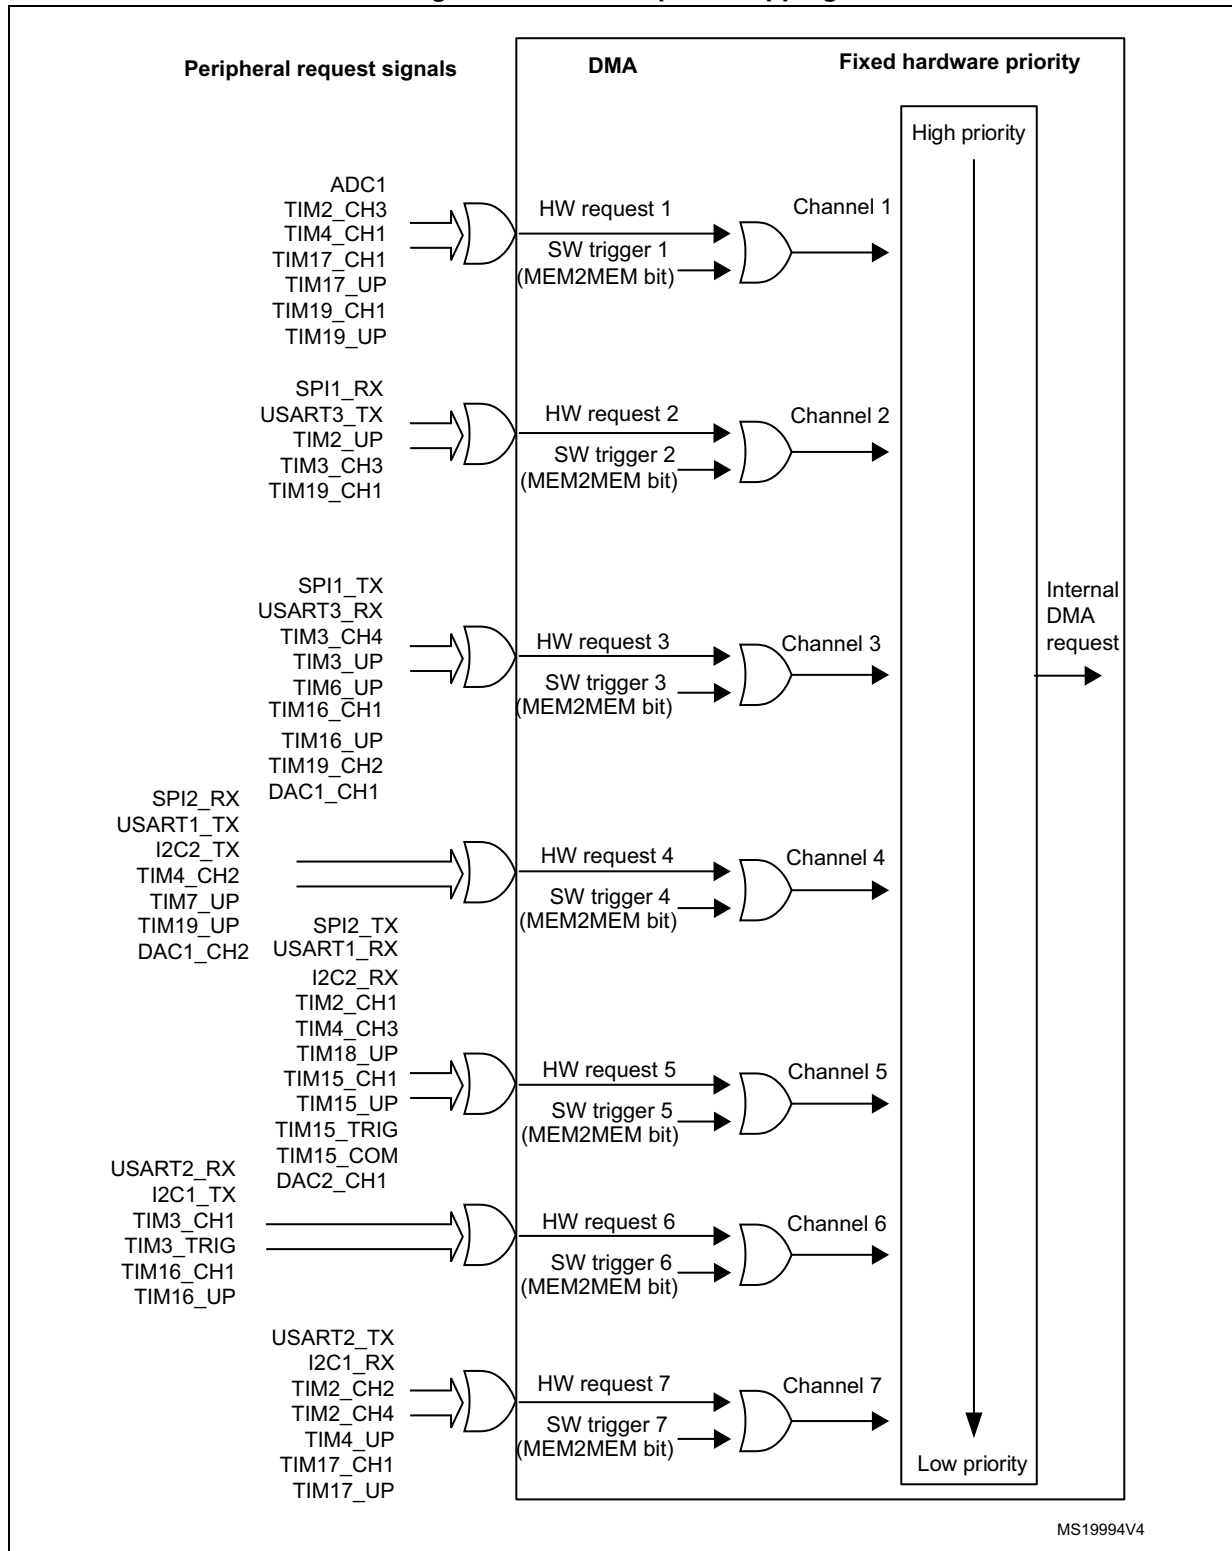 Peripheral request signals
DMA
Fixed hardware priority
High priority
ADC1
TIM2_CH3
TIM4_CH1
TIM17_CH1
TIM17_UP
TIM19_CH1
TIM19_UP
HW request 1
SW trigger 1
(MEM2MEM bit)
Channel 1
SPI1_RX
USART3_TX
TIM2_UP
TIM3_CH3
TIM19_CH1
HW request 2
SW trigger 2
(MEM2MEM bit)
Channel 2
SPI1_TX
USART3_RX
TIM3_CH4
TIM3_UP
TIM6_UP
TIM16_CH1
TIM16_UP
TIM19_CH2
DAC1_CH1
HW request 3
SW trigger 3
(MEM2MEM bit)
Channel 3
Internal
DMA
request
SPI2_RX
USART1_TX
I2C2_TX
TIM4_CH2
TIM7_UP
TIM19_UP
DAC1_CH2
HW request 4
SW trigger 4
(MEM2MEM bit)
Channel 4
SPI2_TX
USART1_RX
I2C2_RX
TIM2_CH1
TIM4_CH3
TIM18_UP
TIM15_CH1
TIM15_UP
TIM15_TRIG
TIM15_COM
DAC2_CH1
HW request 5
SW trigger 5
(MEM2MEM bit)
Channel 5
USART2_RX
I2C1_TX
TIM3_CH1
TIM3_TRIG
TIM16_CH1
TIM16_UP
HW request 6
SW trigger 6
(MEM2MEM bit)
Channel 6
USART2_TX
I2C1_RX
TIM2_CH2
TIM2_CH4
TIM4_UP
TIM17_CH1
TIM17_UP
HW request 7
SW trigger 7
(MEM2MEM bit)
Channel 7
Low priority
MS19994V4